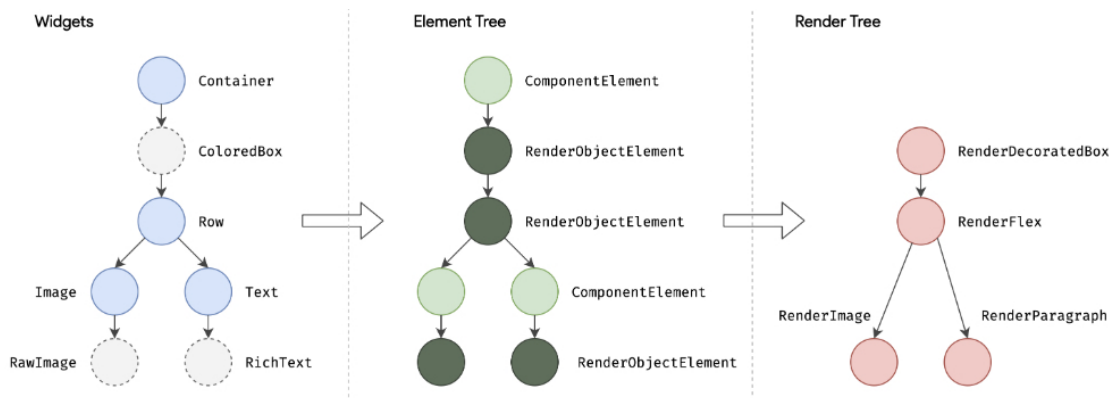 Widgets
Element Tree
Render Tree
Container
ComponentElement
ColoredBox
RenderObjectElement
RenderDecoratedBox
Row
RenderObjectElement
RenderFlex
Image
Text
ComponentElement
RenderImage
RenderParagraph
RawImage
RichText
RenderObjectElement